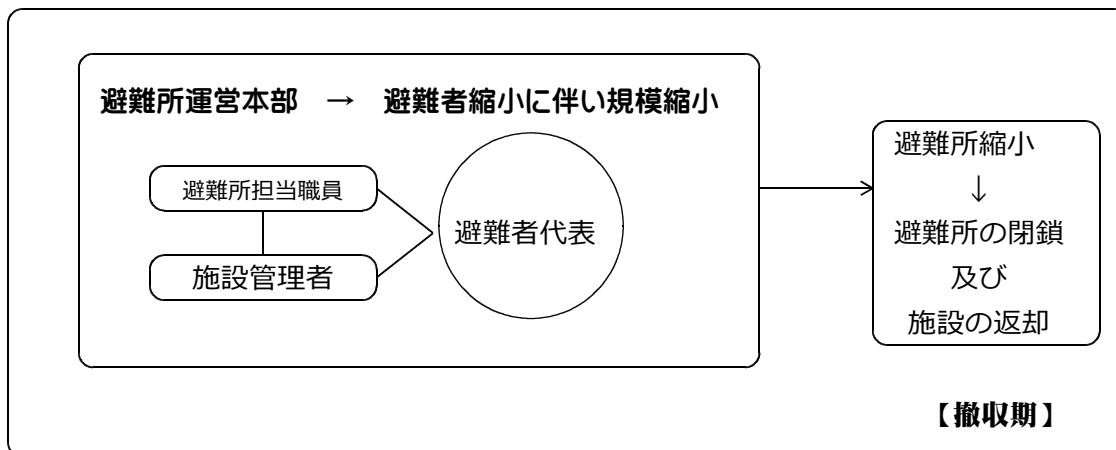 避難所運営本部　→　避難者縮小に伴い規模縮小
避難所担当職員
施設管理者
避難者代表
避難所縮小
↓
避難所の閉鎖
及び
施設の返却
【撤収期】